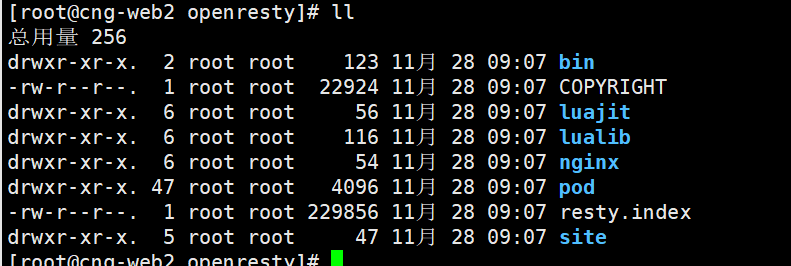 [root@cng-web2 openresty]# ll
总用量 256
drwxr-xr-x.  2 root root    123 11月 28 09:07 bin
-rw-r--r--.  1 root root  22924 11月 28 09:07 COPYRIGHT
drwxr-xr-x.  6 root root     56 11月 28 09:07 luajit
drwxr-xr-x.  6 root root    116 11月 28 09:07 lualib
drwxr-xr-x.  6 root root     54 11月 28 09:07 nginx
drwxr-xr-x. 47 root root   4096 11月 28 09:07 pod
-rw-r--r--.  1 root root 229856 11月 28 09:07 resty.index
drwxr-xr-x.  5 root root     47 11月 28 09:07 site
[root@cng-web2 openresty]#